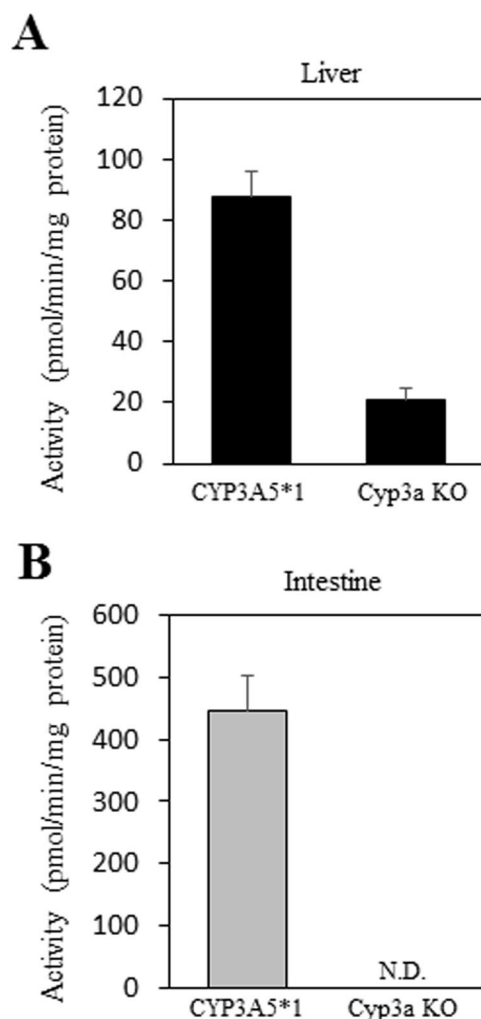 A
Liver
Activity (pmol/min/mg protein)
120
100
80
60
40
20
0
CYP3A5*1 Cyp3a KO
B
Intestine
Activity (pmol/min/mg protein)
600
500
400
300
200
100
0
N.D.
CYP3A5*1 Cyp3a KO